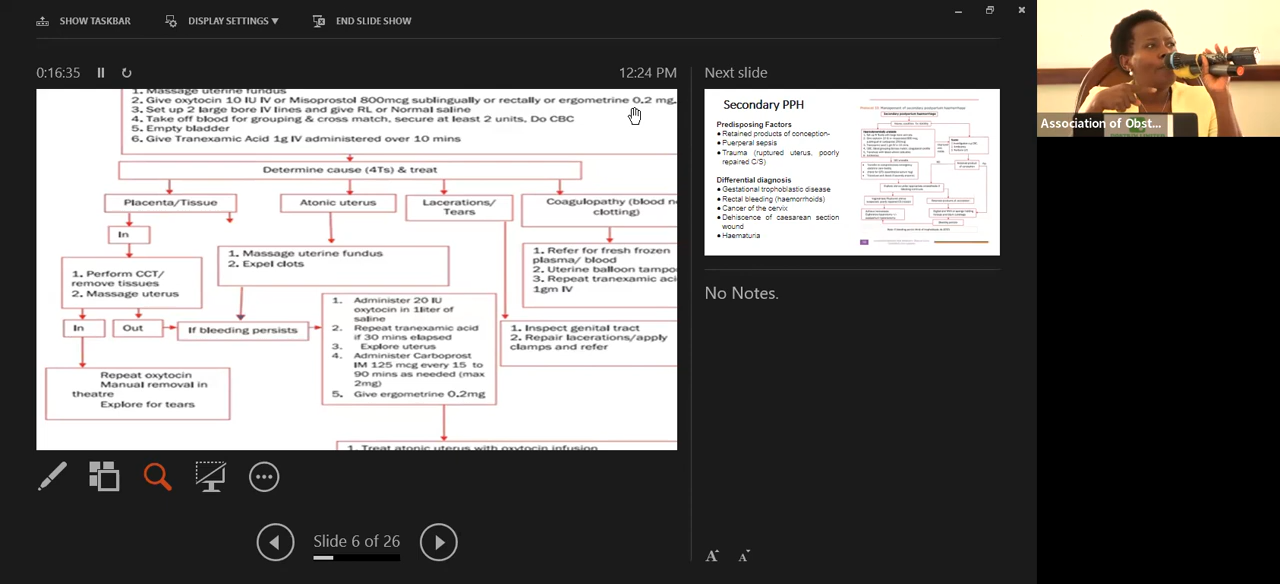 SHOW TASKBAR
DISPLAY SETTINGS ▼
END SLIDE SHOW
0:16:35
12:24 PM
1. Massage uterine fundus
2. Give oxytocin 10 IU IV or Misoprostol 800mcg sublingually or rectally or ergometrine 0.2 mg.
3. Set up 2 large bore IV lines and give RL or Normal saline
4. Take off blood for grouping & cross match, secure at least 2 units, Do CBC
5. Empty bladder
6. Give Tranexamic Acid 1g IV administered over 10 mins
Determine cause (4Ts) & treat
Placenta/Tissue
Atonic uterus
Lacerations/
Tears
Coagulopathy (blood n
clotting)
In
1. Perform CCT/
remove tissues
2. Massage uterus
1. Massage uterine fundus
2. Expel clots
1. Refer for fresh frozen
plasma/ blood
2. Uterine balloon tampo
3. Repeat tranexamic aci
1gm IV
In
Out
If bleeding persists
1. Administer 20 IU
oxytocin in 1liter of
saline
2. Repeat tranexamic acid
if 30 mins elapsed
3 Explore uterus
4. Administer Carboprost
IM 125 mcg every 15 to
90 mins as needed (max
2mg)
5. Give ergometrine 0.2mg
1. Inspect genital tract
2. Repair lacerations/apply
clamps and refer
Repeat oxytocin
Manual removal in
theatre
Explore for tears
1. Treat atonic uterus with oxytocin infusion
Slide 6 of 26
Next slide
Secondary PPH
Predisposing Factors
● Retained products of conception-
● Puerperal sepsis
● Trauma (ruptured uterus, poorly
repaired C/S)
Differential diagnosis
● Gestational trophoblastic disease
● Rectal bleeding (haemorrhoids)
● Cancer of the cervix
● Dehiscence of caesarean section
wound
● Haematuria
No Notes.
A A
Association of Obst...